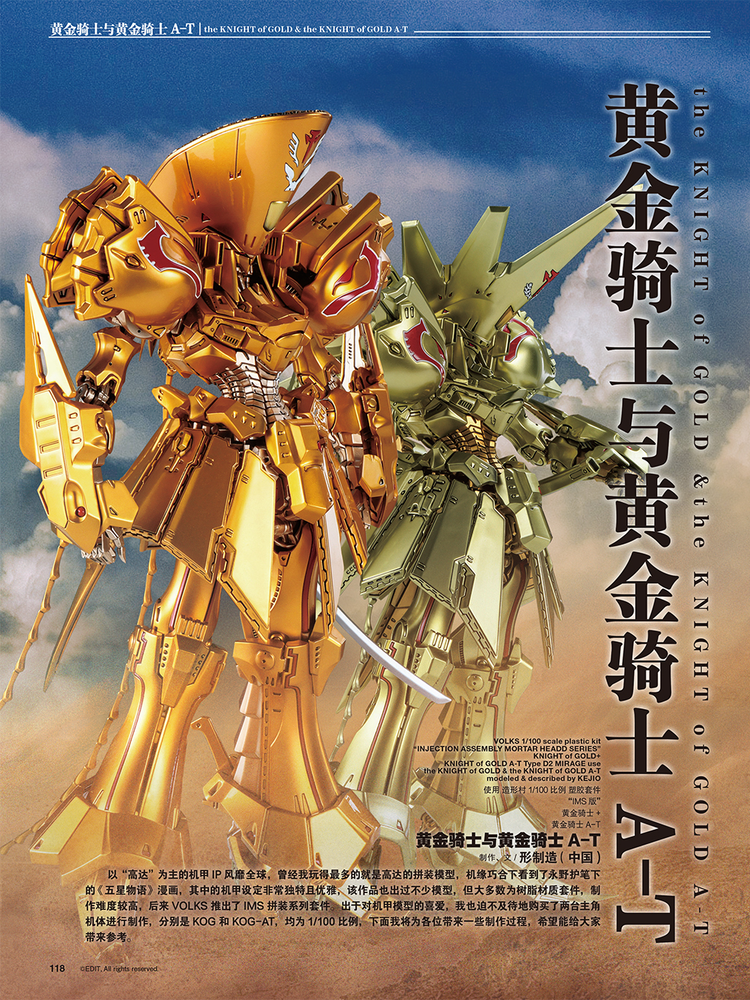 黄金骑士与黄金骑士 A-T | the KNIGHT of GOLD & the KNIGHT of GOLD A-T
黄金骑士与黄金骑士 A-T
the KNIGHT of GOLD & the KNIGHT of GOLD A-T
VOLKS 1/100 scale plastic kit
"INJECTION ASSEMBLY MORTAR HEADD SERIES"
KNIGHT of GOLD+
KNIGHT of GOLD A-T Type D2 MIRAGE use
the KNIGHT of GOLD & the KNIGHT of GOLD A-T
modeled & described by KEJIO
使用 造形村 1/100 比例 塑胶套件
“IMS 版”
黄金骑士 +
黄金骑士 A-T
黄金骑士与黄金骑士 A-T
制作、文 / 形制造（中国）
以“高达”为主的机甲 IP 风靡全球，曾经我玩得最多的就是高达的拼装模型，机缘巧合下看到了永野护笔下
的《五星物语》漫画，其中的机甲设定非常独特且优雅，该作品也出过不少模型，但大多数为树脂材质套件，制
作难度较高，后来 VOLKS 推出了 IMS 拼装系列套件。出于对机甲模型的喜爱，我也迫不及待地购买了两台主角
机体进行制作，分别是 KOG 和 KOG-AT，均为 1/100 比例，下面我将为各位带来一些制作过程，希望能给大家
带来参考。
118 ©EDIT, All rights reserved.